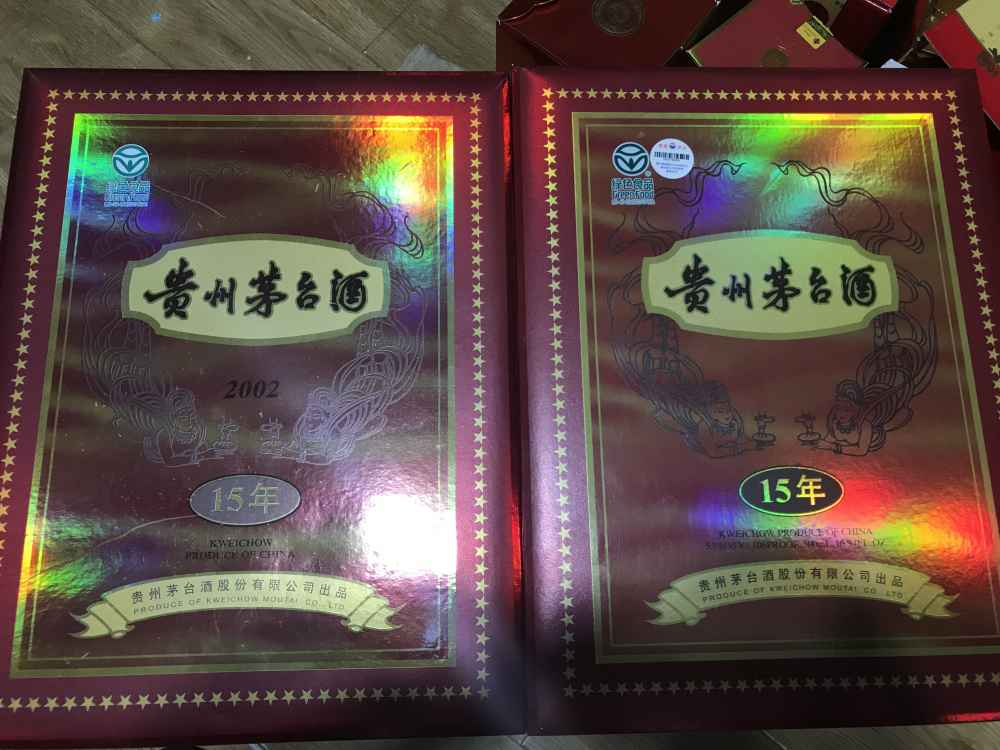 绿色食品
GreenFood
贵州茅台酒
2002
15年
KWEICHOW
PRODUCE OF CHINA
贵州茅台酒股份有限公司出品
PRODUCE OF KWEICHOW MOUTAI CO., LTD
绿色食品
GreenFood
贵州茅台酒
15年
KWEICHOW PRODUCE OF CHINA
贵州茅台酒股份有限公司出品
PRODUCE OF KWEICHOW MOUTAI CO., LTD